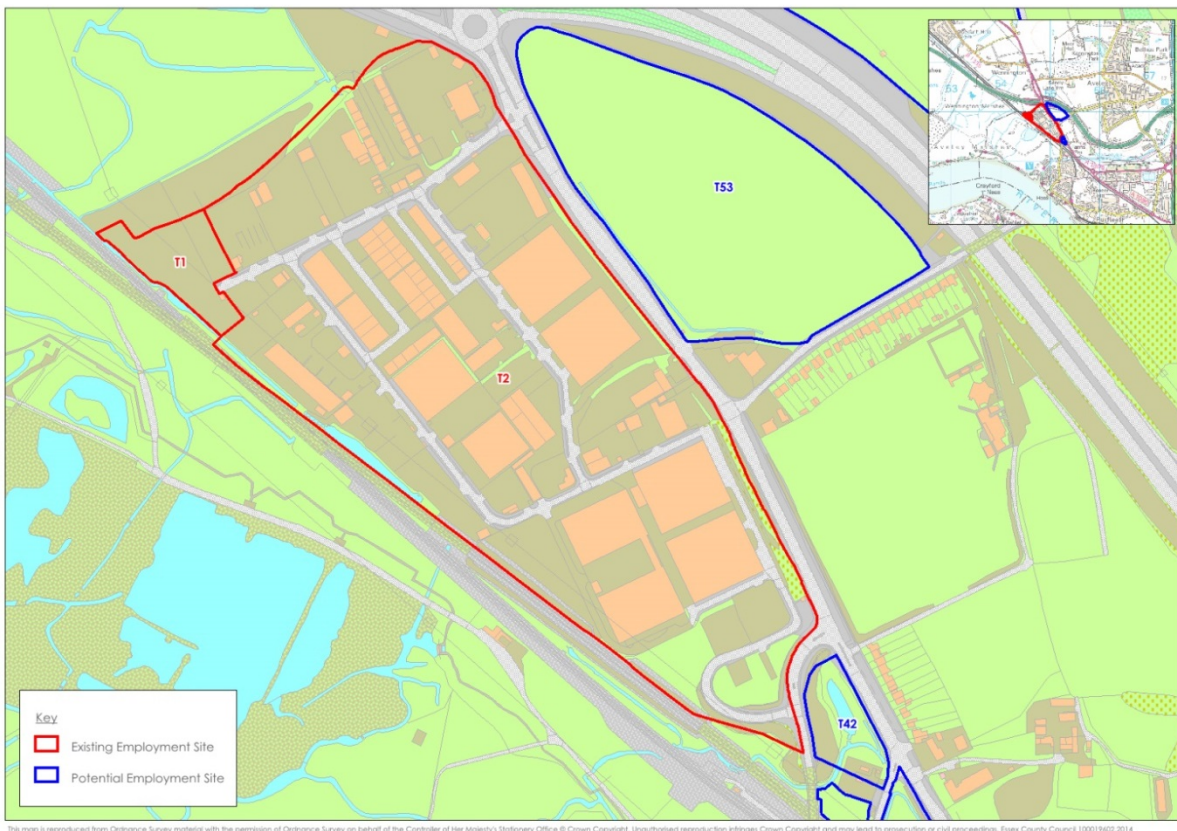 T53
T1
T2
T42
Key
Existing Employment Site
Potential Employment Site
Wennington
This map is reproduced from Ordnance Survey material with the permission of Ordnance Survey on behalf of the Controller of Her Majesty's Stationery Office © Crown Copyright. Unauthorised reproduction infringes Crown Copyright and may lead to prosecution or civil proceedings. Essex County Council 100019602 2014